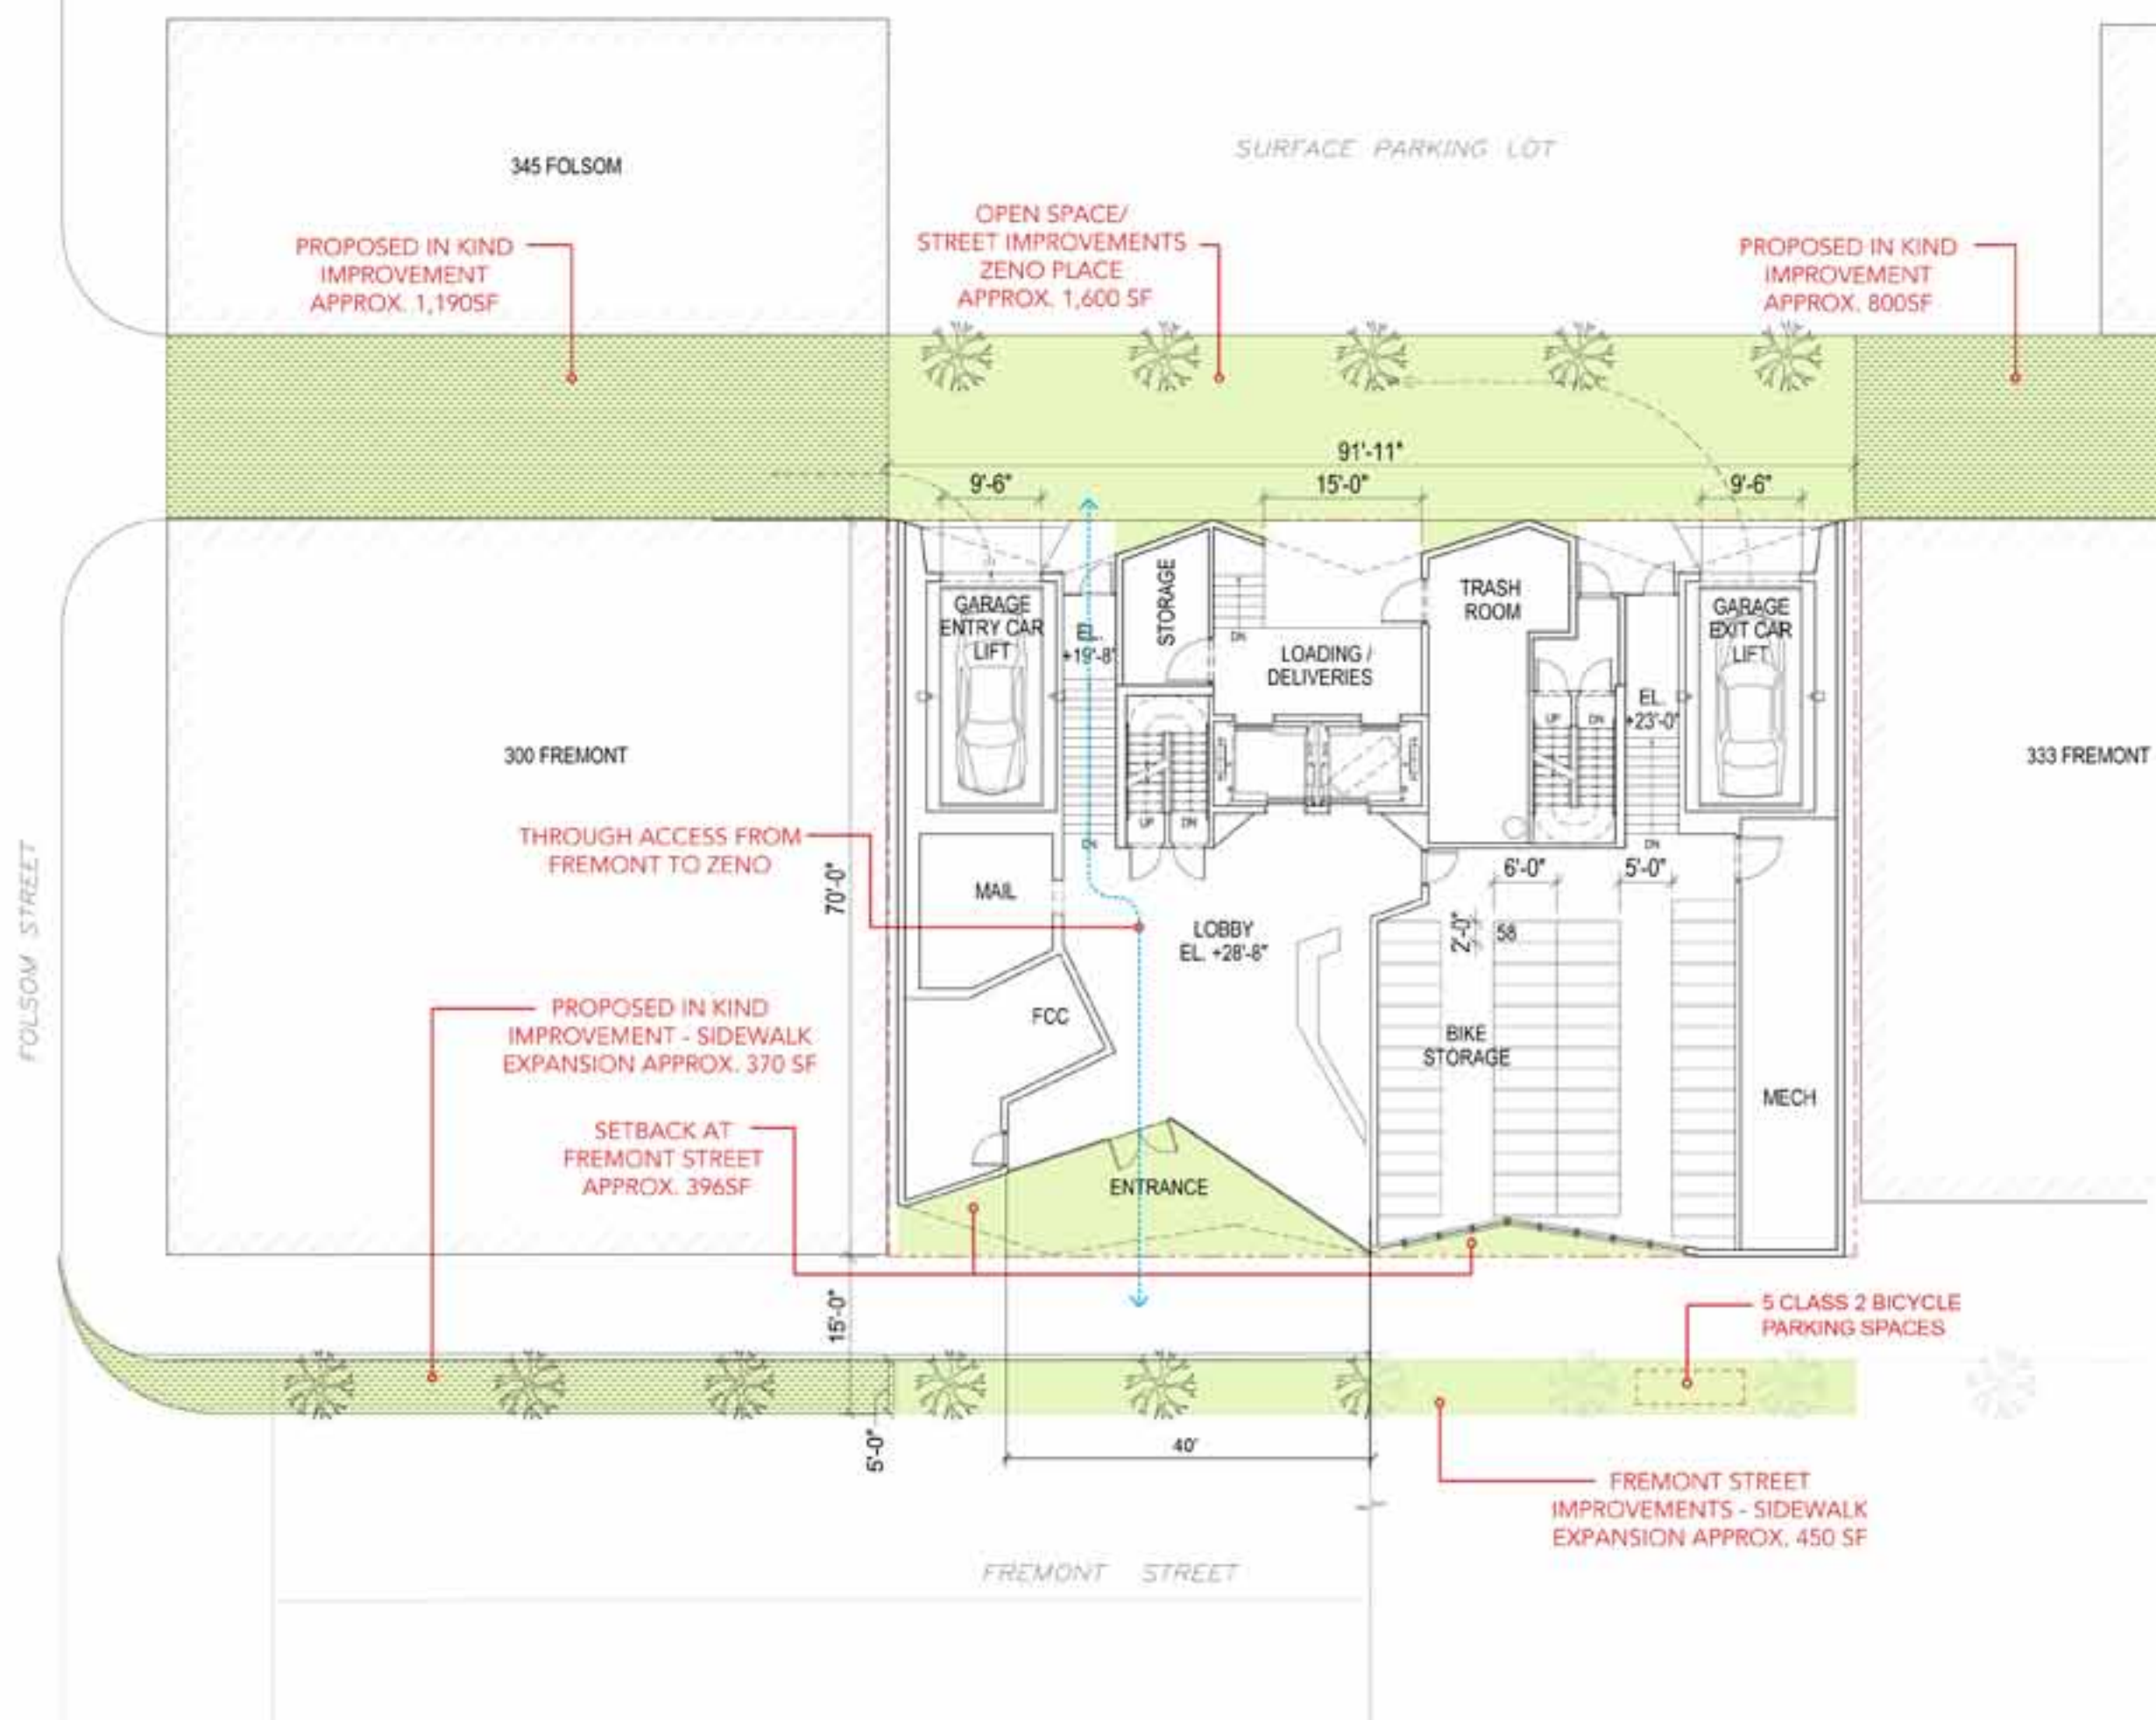 345 FOLSOM
SURFACE PARKING LOT
PROPOSED IN KIND
IMPROVEMENT
APPROX. 1,190SF
OPEN SPACE/
STREET IMPROVEMENTS
ZENO PLACE
APPROX. 1,600 SF
PROPOSED IN KIND
IMPROVEMENT
APPROX. 800SF
91'-11"
9'-6"
15'-0"
9'-6"
GARAGE
ENTRY CAR
LIFT
EL.
+19'-8"
STORAGE
DN
LOADING /
DELIVERIES
TRASH
ROOM
GARAGE
EXIT CAR
LIFT
EL.
+23'-0"
UP
DN
300 FREMONT
333 FREMONT
UP
DN
DN
DN
THROUGH ACCESS FROM
FREMONT TO ZENO
70'-0"
MAIL
6'-0"
5'-0"
2'-0"
58
LOBBY
EL. +28'-8"
FOLSOM STREET
PROPOSED IN KIND
IMPROVEMENT - SIDEWALK
EXPANSION APPROX. 370 SF
FCC
BIKE
STORAGE
MECH
SETBACK AT
FREMONT STREET
APPROX. 396SF
ENTRANCE
15'-0"
5 CLASS 2 BICYCLE
PARKING SPACES
5'-0"
40'
FREMONT STREET
IMPROVEMENTS - SIDEWALK
EXPANSION APPROX. 450 SF
FREMONT STREET